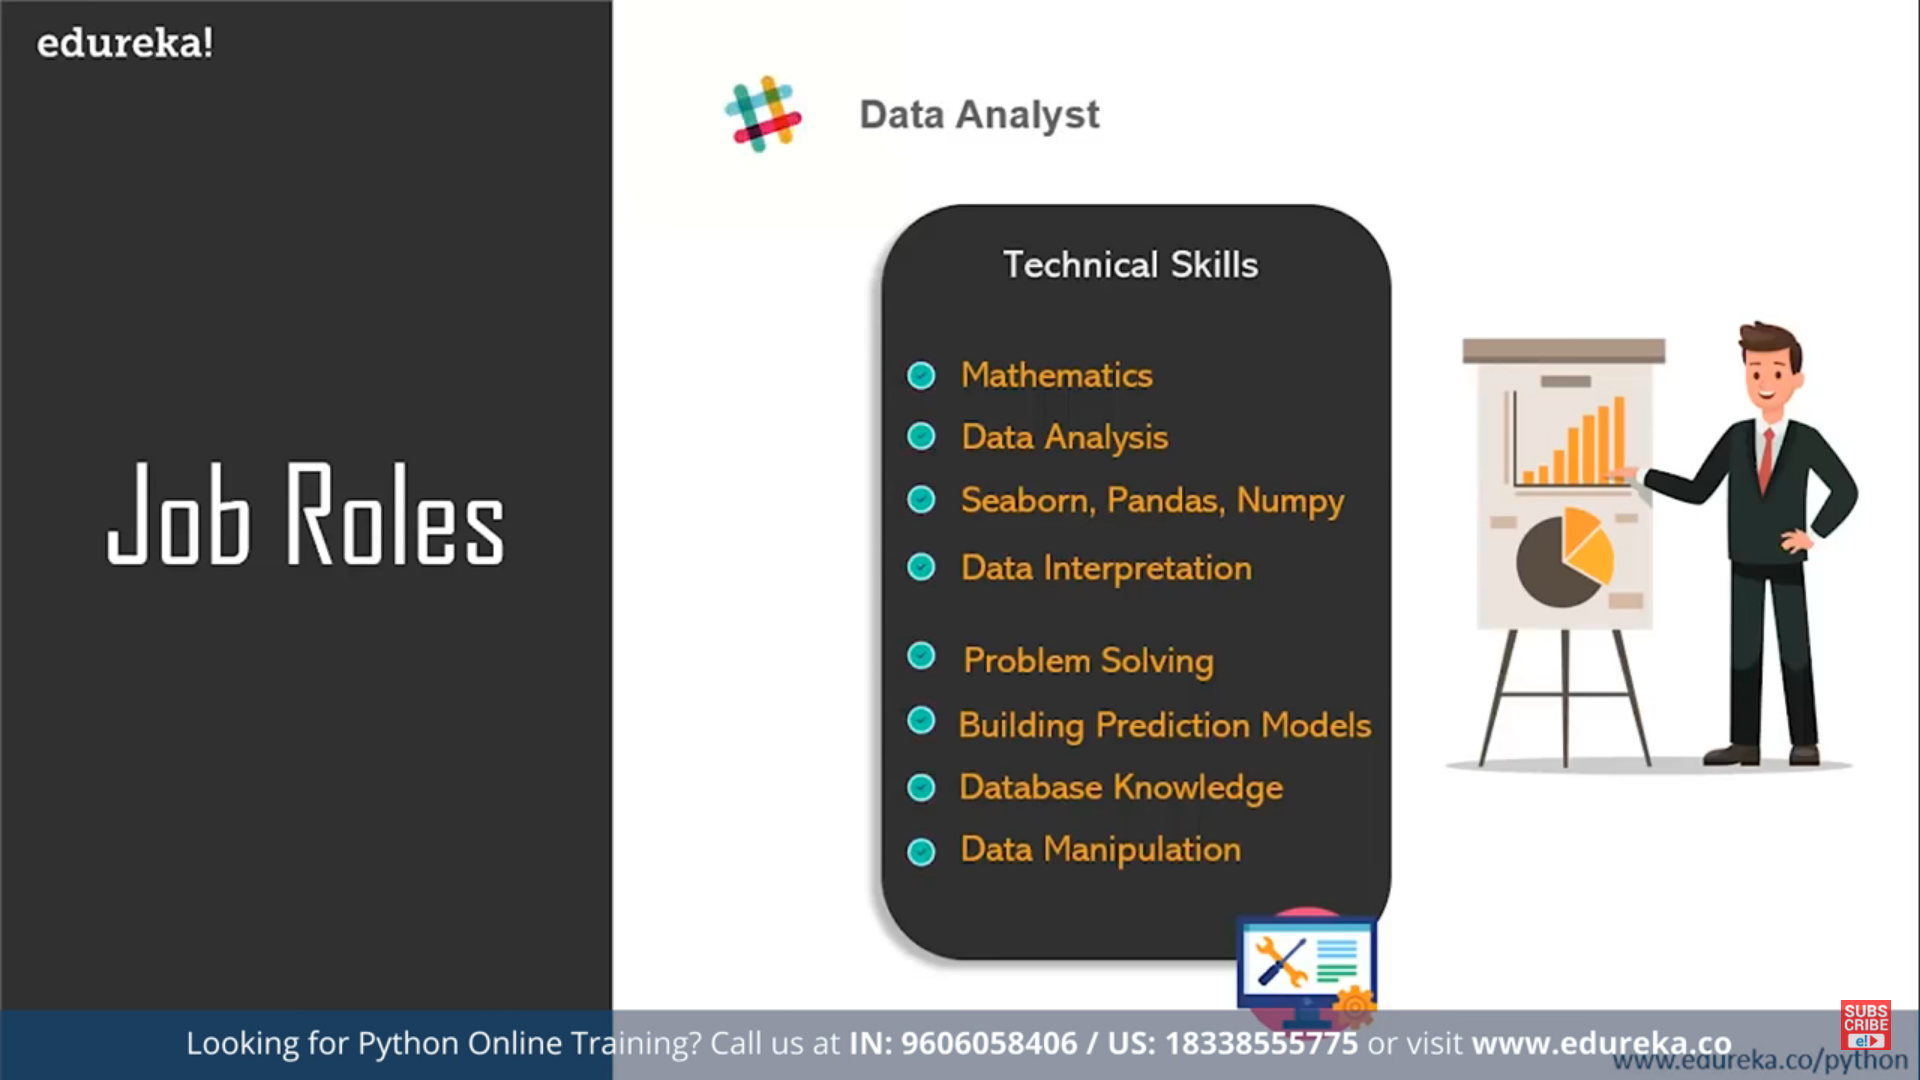 edureka!
Data Analyst
Job Roles
Technical Skills
Mathematics
Data Analysis
Seaborn, Pandas, Numpy
Data Interpretation
Problem Solving
Building Prediction Models
Database Knowledge
Data Manipulation
SUBS
CRIBE
e!
Looking for Python Online Training? Call us at IN: 9606058406 / US: 18338555775 or visit www.edureka.co
www.edureka.co/python